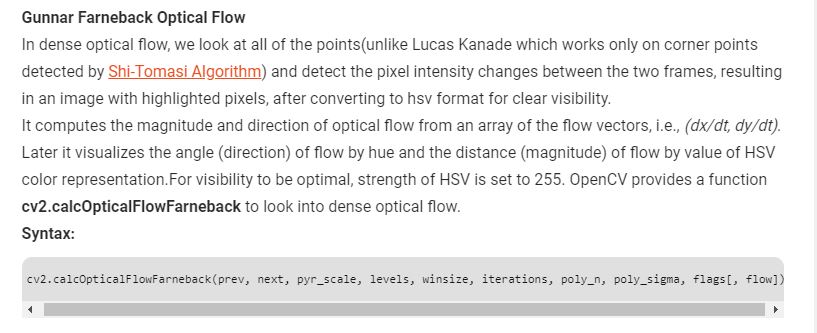 Gunnar Farneback Optical Flow
In dense optical flow, we look at all of the points(unlike Lucas Kanade which works only on corner points
detected by Shi-Tomasi Algorithm) and detect the pixel intensity changes between the two frames, resulting
in an image with highlighted pixels, after converting to hsv format for clear visibility.
It computes the magnitude and direction of optical flow from an array of the flow vectors, i.e., (dx/dt, dy/dt).
Later it visualizes the angle (direction) of flow by hue and the distance (magnitude) of flow by value of HSV
color representation.For visibility to be optimal, strength of HSV is set to 255. OpenCV provides a function
cv2.calcOpticalFlowFarneback to look into dense optical flow.
Syntax:
cv2.calcOpticalFlowFarneback(prev, next, pyr_scale, levels, winsize, iterations, poly_n, poly_sigma, flags[, flow])